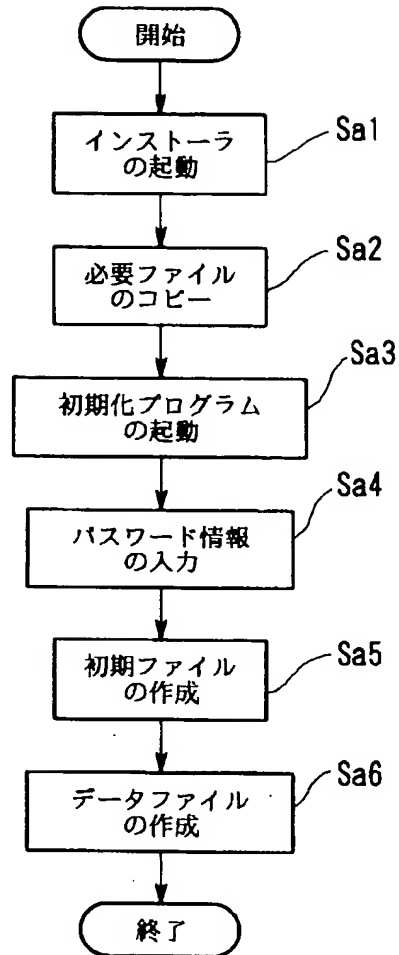 開始
インストーラ
の起動
Sa1
必要ファイル
のコピー
Sa2
初期化プログラム
の起動
Sa3
パスワード情報
の入力
Sa4
初期ファイル
の作成
Sa5
データファイル
の作成
Sa6
終了